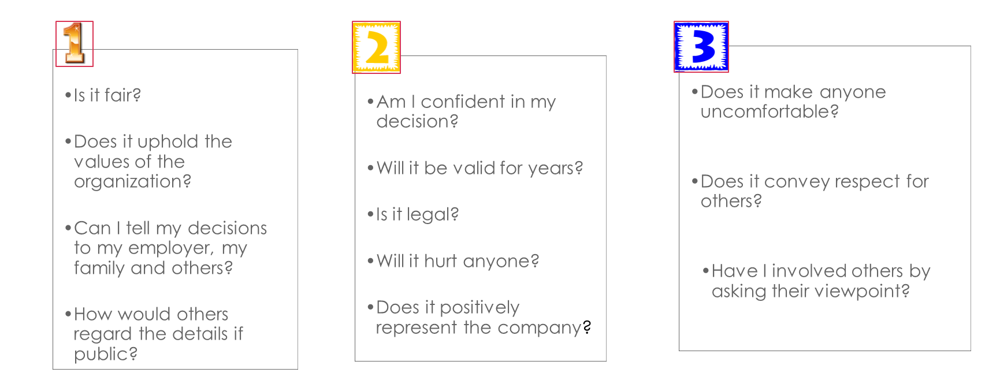 1
•Is it fair?
•Does it uphold the
values of the
organization?
•Can I tell my decisions
to my employer, my
family and others?
•How would others
regard the details if
public?
2
•Am I confident in my
decision?
•Will it be valid for years?
•Is it legal?
•Will it hurt anyone?
•Does it positively
represent the company?
3
•Does it make anyone
uncomfortable?
•Does it convey respect for
others?
•Have I involved others by
asking their viewpoint?